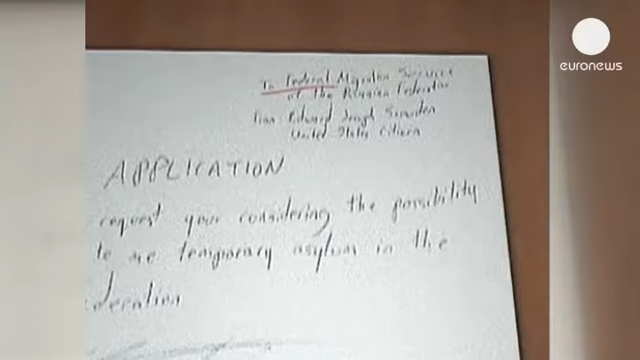 euronews
To Federal Migration Service
of the Russian Federation
From Edward Joseph Snowden
United States Citizen
APPLICATION
request your considering the possibility
to me temporary asylum in the
deration